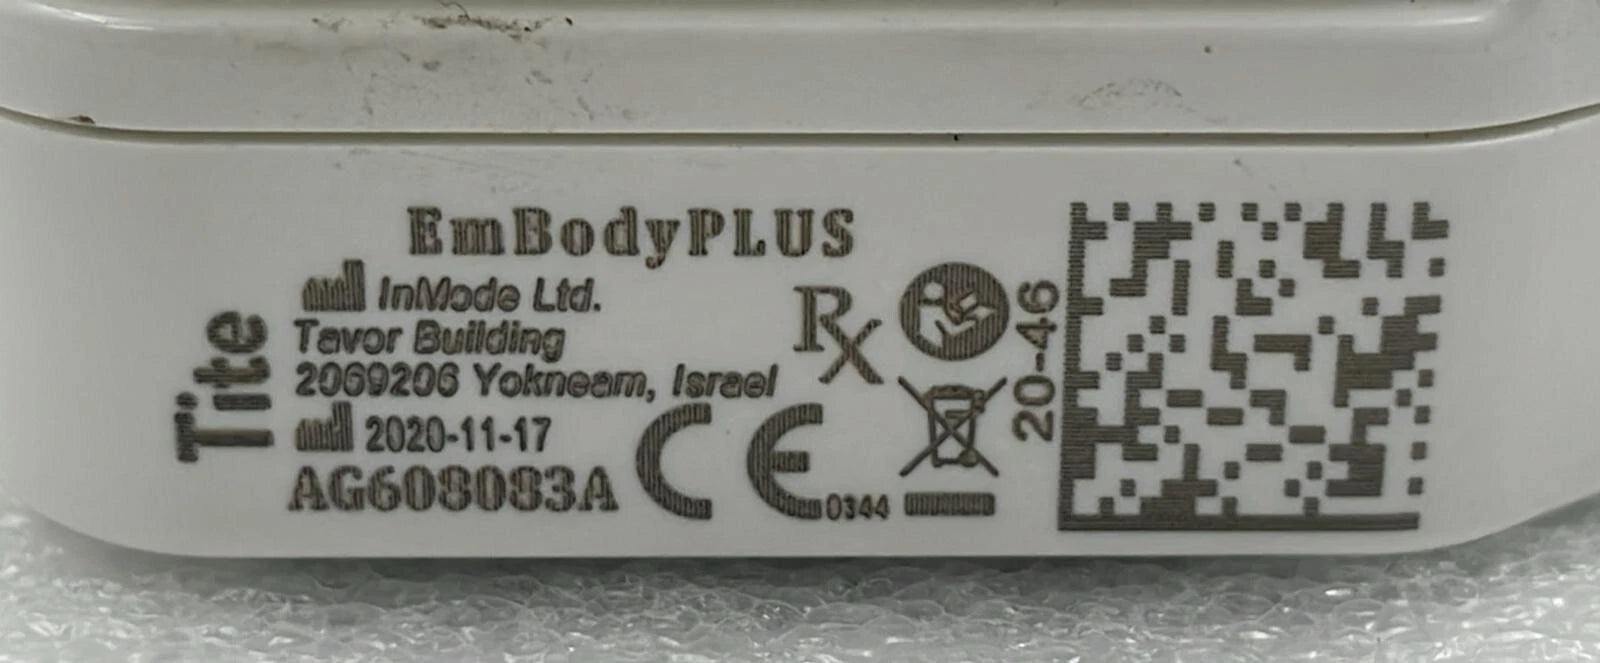 EmBodyPLUS
InMode Ltd.
Tavor Building
2069206 Yokneam, Israel
2020-11-17
AG608083A
Tite
Rx
CE 0344
20-46